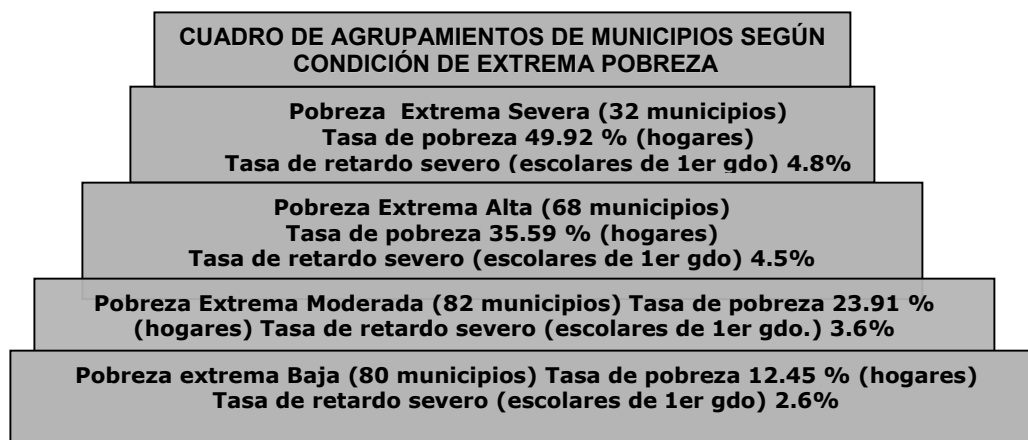 CUADRO DE AGRUPAMIENTOS DE MUNICIPIOS SEGÚN
CONDICIÓN DE EXTREMA POBREZA
Pobreza Extrema Severa (32 municipios)
Tasa de pobreza 49.92 % (hogares)
Tasa de retardo severo (escolares de 1er gdo) 4.8%
Pobreza Extrema Alta (68 municipios)
Tasa de pobreza 35.59 % (hogares)
Tasa de retardo severo (escolares de 1er gdo) 4.5%
Pobreza Extrema Moderada (82 municipios) Tasa de pobreza 23.91 %
(hogares) Tasa de retardo severo (escolares de 1er gdo.) 3.6%
Pobreza extrema Baja (80 municipios) Tasa de pobreza 12.45 % (hogares)
Tasa de retardo severo (escolares de 1er gdo) 2.6%